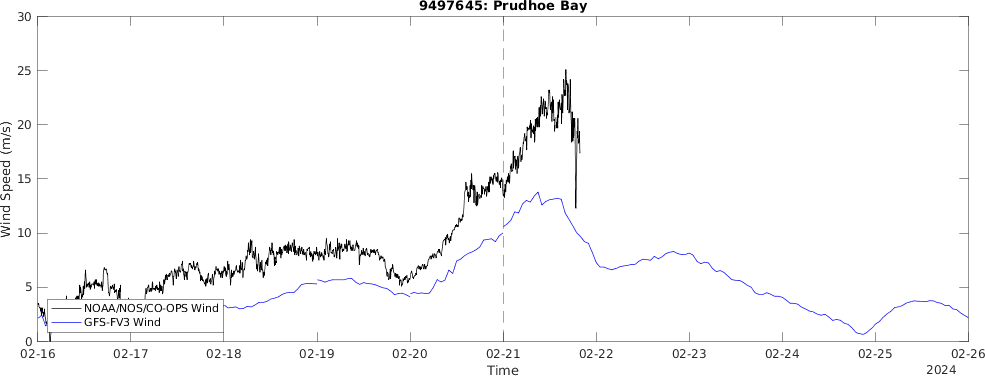 9497645: Prudhoe Bay
30
25
20
15
10
5
0
Wind Speed (m/s)
NOAA/NOS/CO-OPS Wind
GFS-FV3 Wind
02-16 02-17 02-18 02-19 02-20 02-21 02-22 02-23 02-24 02-25 02-26
Time
2024